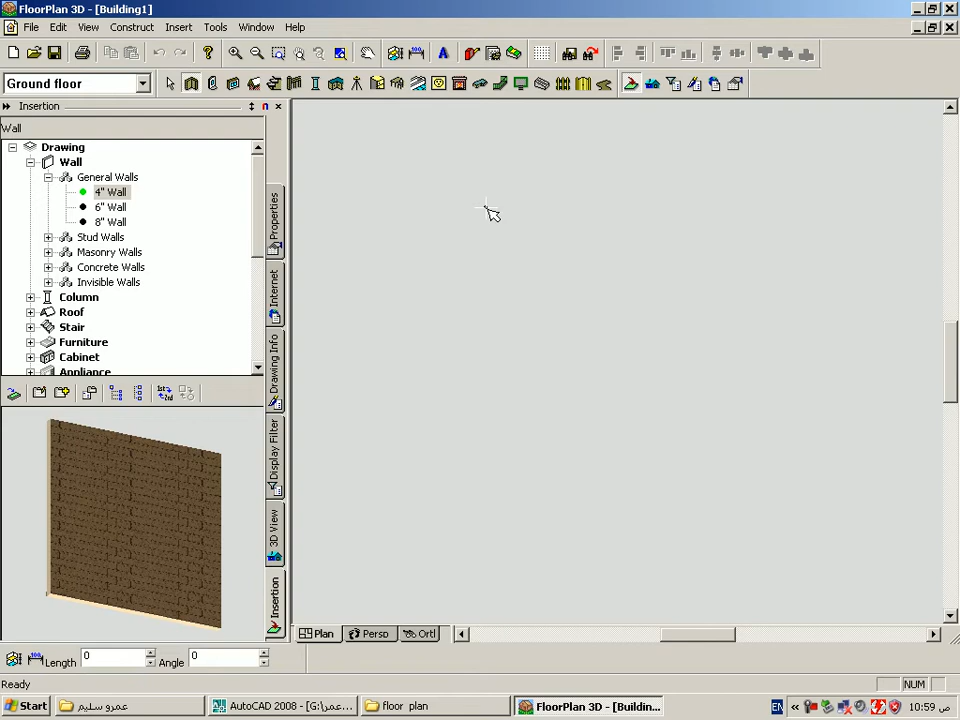 FloorPlan 3D - [Building1]
File Edit View Construct Insert Tools Window Help
Ground floor
Insertion
Wall
Drawing
Wall
General Walls
4" Wall
6" Wall
8" Wall
Stud Walls
Masonry Walls
Concrete Walls
Invisible Walls
Column
Roof
Stair
Furniture
Cabinet
Appliance
Properties
Internet
Drawing Info
Display Filter
3D View
Insertion
Plan Persp Ortl
Length 0 Angle 0
Ready NUM
Start عمرو سليم AutoCAD 2008 - [G:\عمر... floor plan FloorPlan 3D - [Buildin... EN 10:59 ص